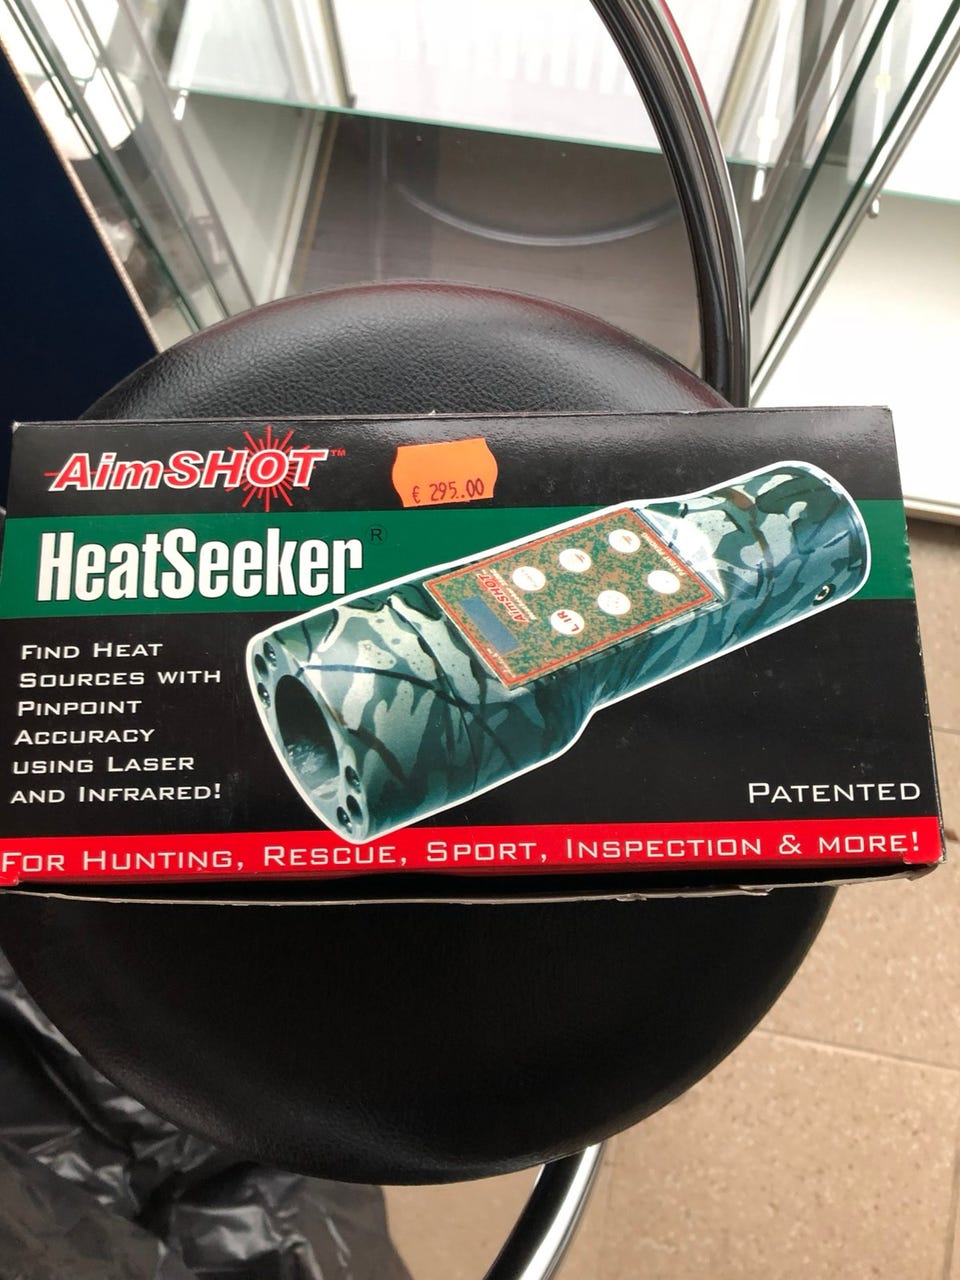 AimSHOT™
€ 295.00
HeatSeeker®
FIND HEAT
SOURCES WITH
PINPOINT
ACCURACY
USING LASER
AND INFRARED!
AimSHOT
L/R
PATENTED
FOR HUNTING, RESCUE, SPORT, INSPECTION & MORE!